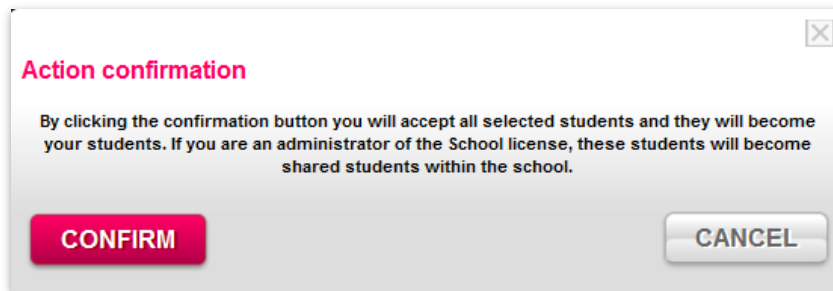 Action confirmation
By clicking the confirmation button you will accept all selected students and they will become
your students. If you are an administrator of the School license, these students will become
shared students within the school.
CONFIRM
CANCEL